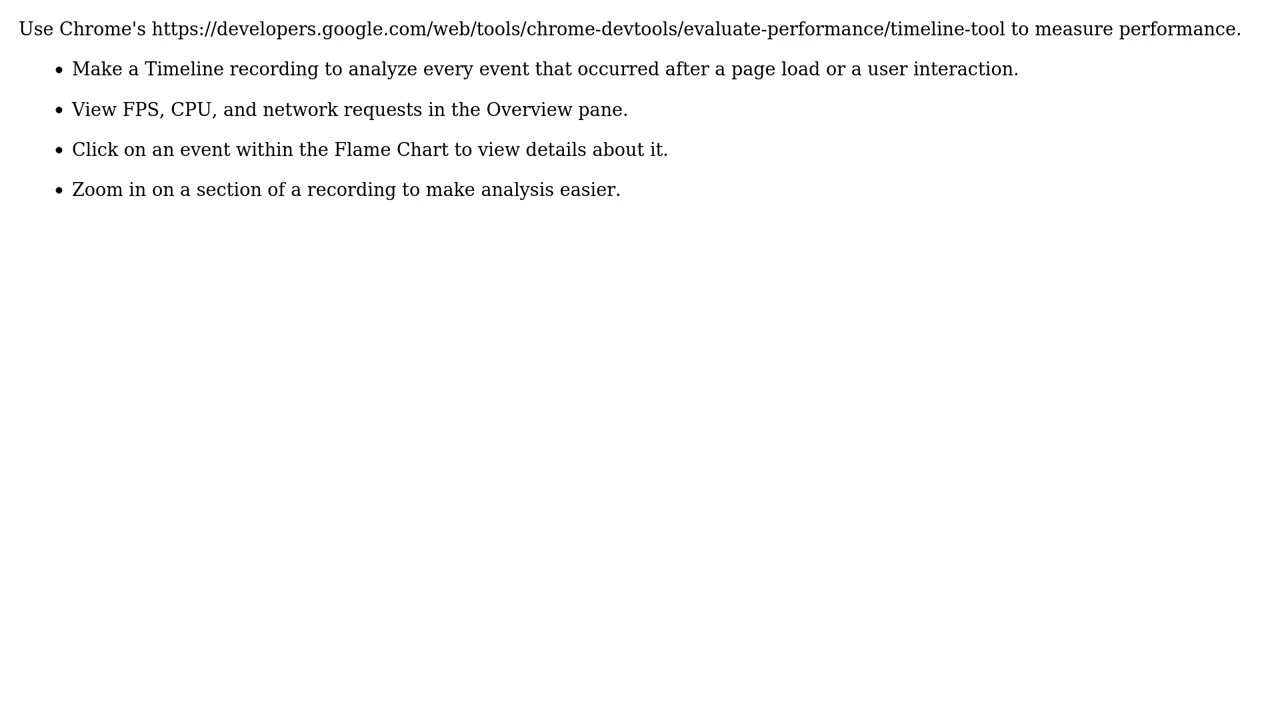 Use Chrome's https://developers.google.com/web/tools/chrome-devtools/evaluate-performance/timeline-tool to measure performance.
• Make a Timeline recording to analyze every event that occurred after a page load or a user interaction.
• View FPS, CPU, and network requests in the Overview pane.
• Click on an event within the Flame Chart to view details about it.
• Zoom in on a section of a recording to make analysis easier.